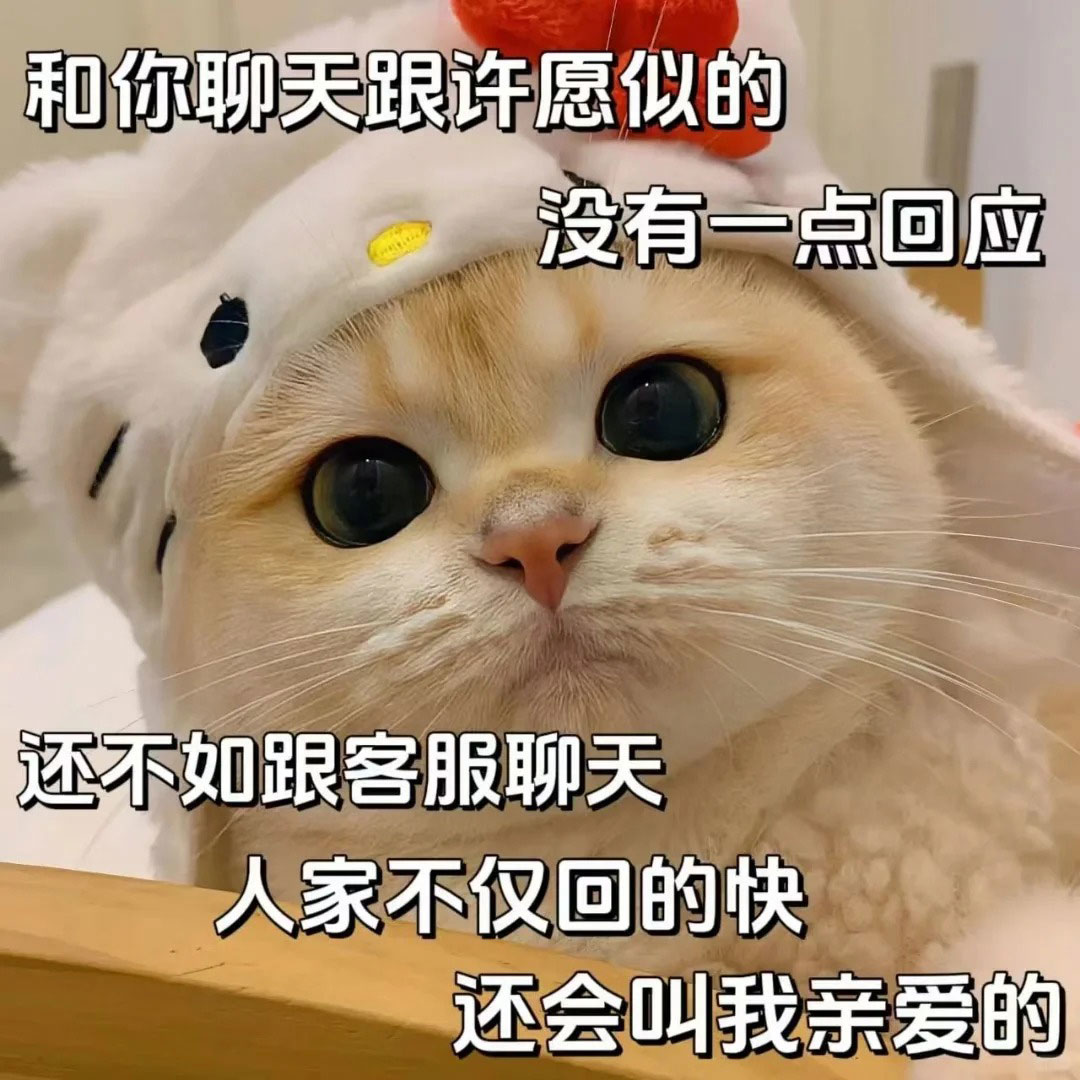 和你聊天跟许愿似的
没有一点回应
还不如跟客服聊天
人家不仅回的快
还会叫我亲爱的